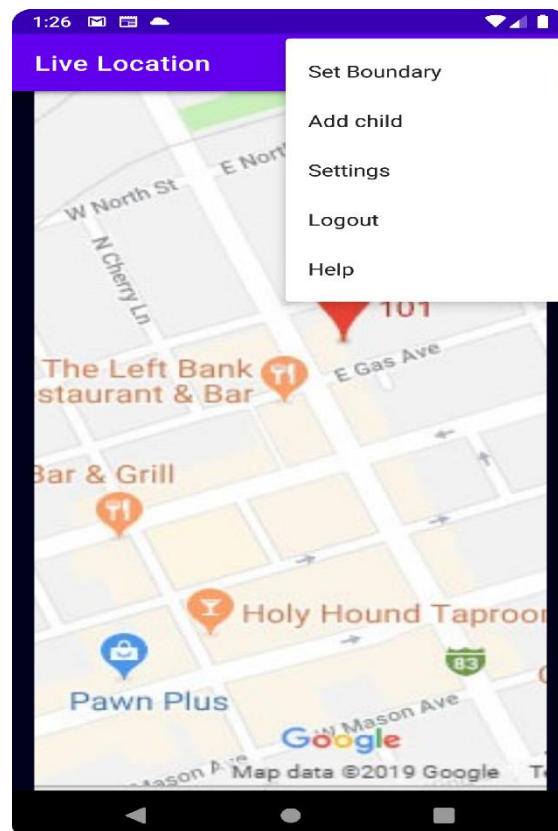 1:26
Live Location
Set Boundary
Add child
Settings
Logout
Help
E Nort
W North St
N Cherry Ln
101
E Gas Ave
The Left Bank
staurant & Bar
Bar & Grill
Holy Hound Taproo
83
Pawn Plus
W Mason Ave
Google
Mason
Map data ©2019 Google
Te